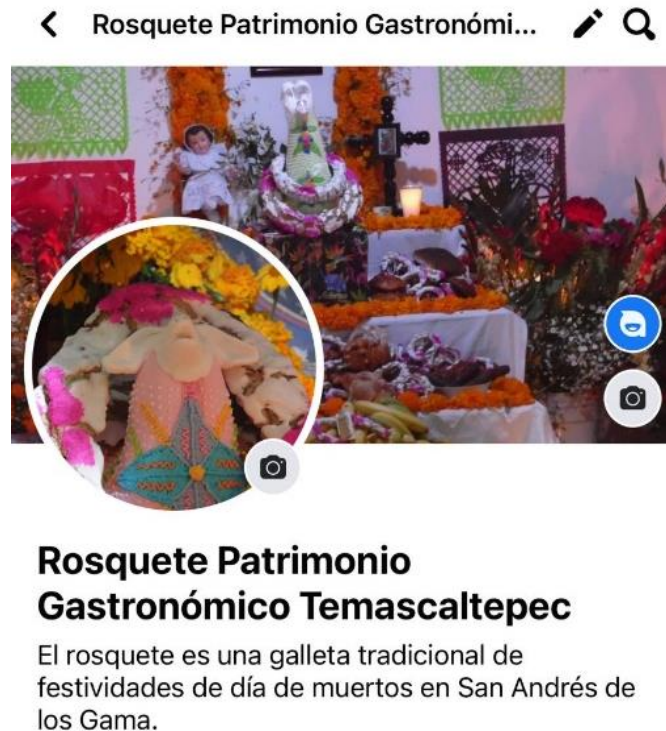 Rosquete Patrimonio Gastronómi...
Rosquete Patrimonio
Gastronómico Temascaltepec
El rosquete es una galleta tradicional de
festividades de día de muertos en San Andrés de
los Gama.